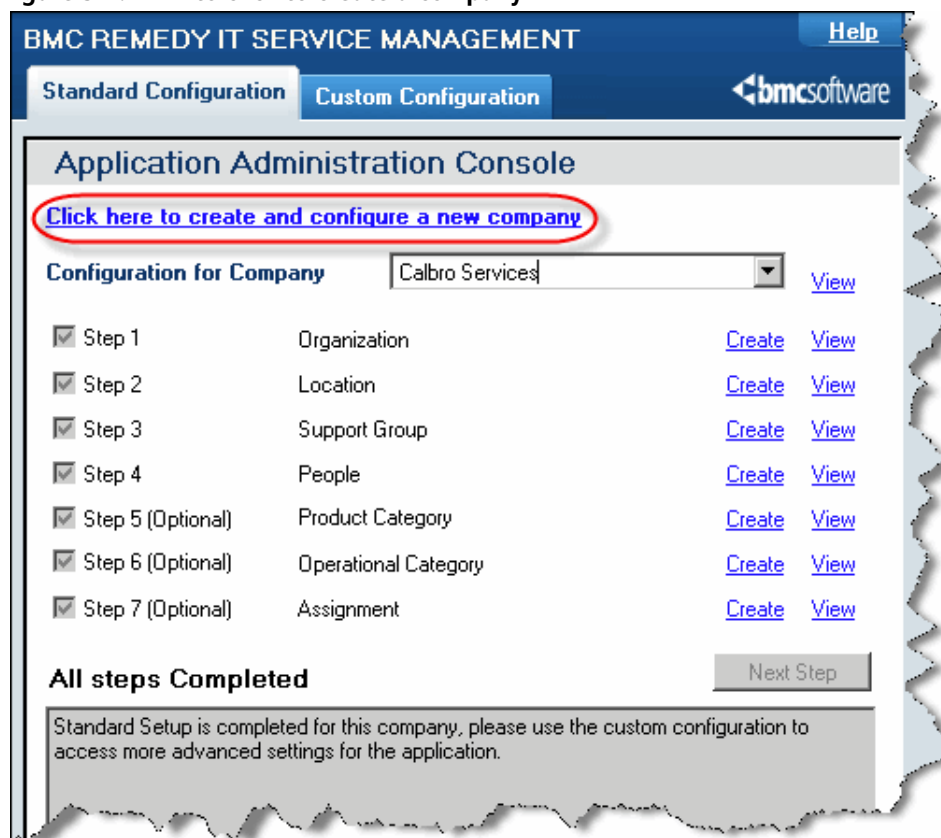 BMC REMEDY IT SERVICE MANAGEMENT Help
Standard Configuration Custom Configuration bmcsoftware
Application Administration Console
Click here to create and configure a new company
Configuration for Company Calbro Services View
Step 1 Organization Create View
Step 2 Location Create View
Step 3 Support Group Create View
Step 4 People Create View
Step 5 (Optional) Product Category Create View
Step 6 (Optional) Operational Category Create View
Step 7 (Optional) Assignment Create View
All steps Completed Next Step
Standard Setup is completed for this company, please use the custom configuration to
access more advanced settings for the application.